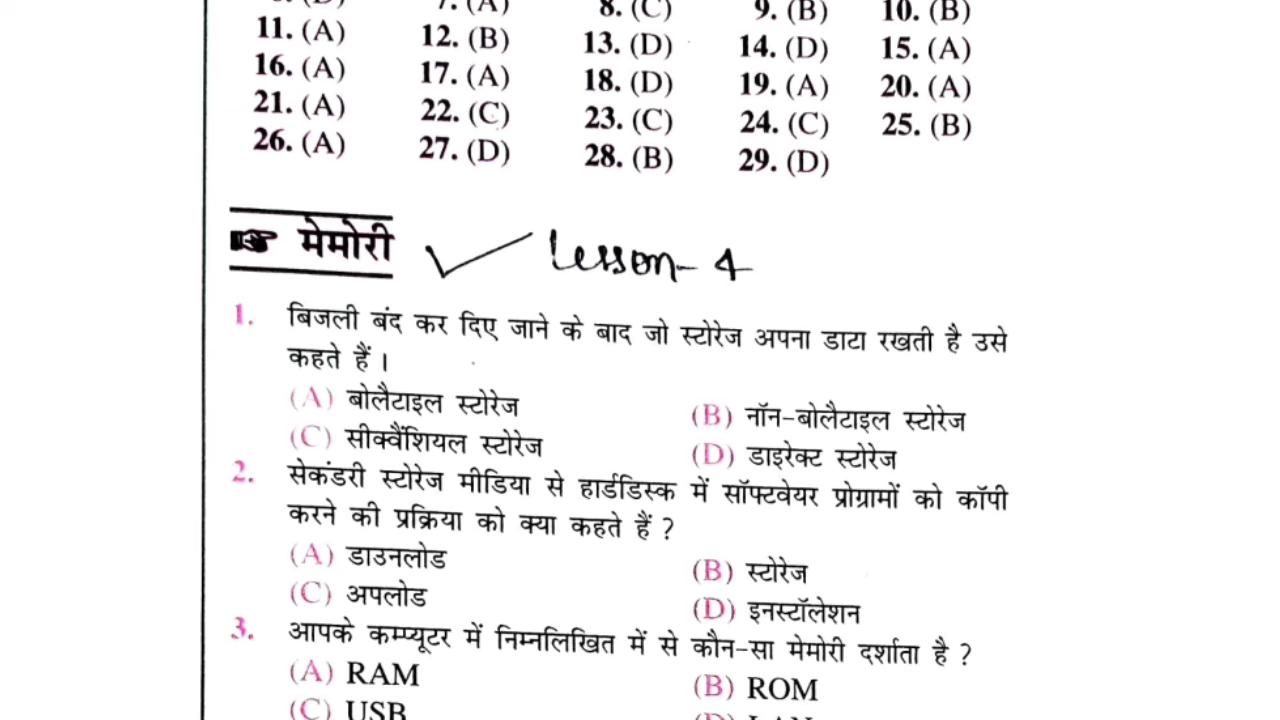 7. (A) 8. (C) 9. (B) 10. (B)
11. (A) 12. (B) 13. (D) 14. (D) 15. (A)
16. (A) 17. (A) 18. (D) 19. (A) 20. (A)
21. (A) 22. (C) 23. (C) 24. (C) 25. (B)
26. (A) 27. (D) 28. (B) 29. (D)
मेमोरी Lesson-4
1. बिजली बंद कर दिए जाने के बाद जो स्टोरेज अपना डाटा रखती है उसे
कहते हैं ।
(A) बोलैटाइल स्टोरेज (B) नॉन-बोलैटाइल स्टोरेज
(C) सीक्वैंशियल स्टोरेज (D) डाइरेक्ट स्टोरेज
2. सेकंडरी स्टोरेज मीडिया से हार्डडिस्क में सॉफ्टवेयर प्रोग्रामों को कॉपी
करने की प्रक्रिया को क्या कहते हैं ?
(A) डाउनलोड (B) स्टोरेज
(C) अपलोड (D) इनस्टॉलेशन
3. आपके कम्प्यूटर में निम्नलिखित में से कौन-सा मेमोरी दर्शाता है ?
(A) RAM (B) ROM
(C) USB